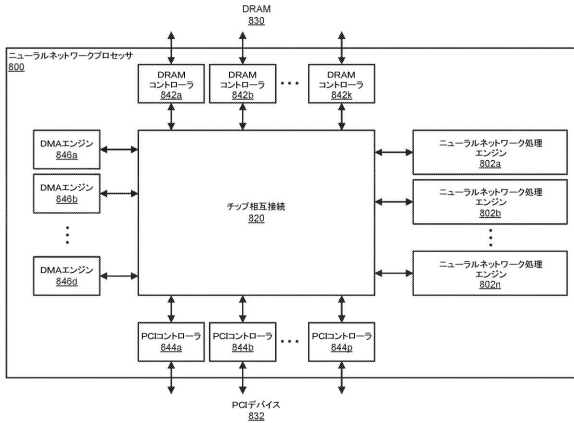 DRAM
830
ニューラルネットワークプロセッサ
800
DRAM
コントローラ
842a
DRAM
コントローラ
842b
DRAM
コントローラ
842k
DMAエンジン
846a
DMAエンジン
846b
DMAエンジン
846d
チップ相互接続
820
ニューラルネットワーク処理
エンジン
802a
ニューラルネットワーク処理
エンジン
802b
ニューラルネットワーク処理
エンジン
802n
PCIコントローラ
844a
PCIコントローラ
844b
PCIコントローラ
844p
PCIデバイス
832